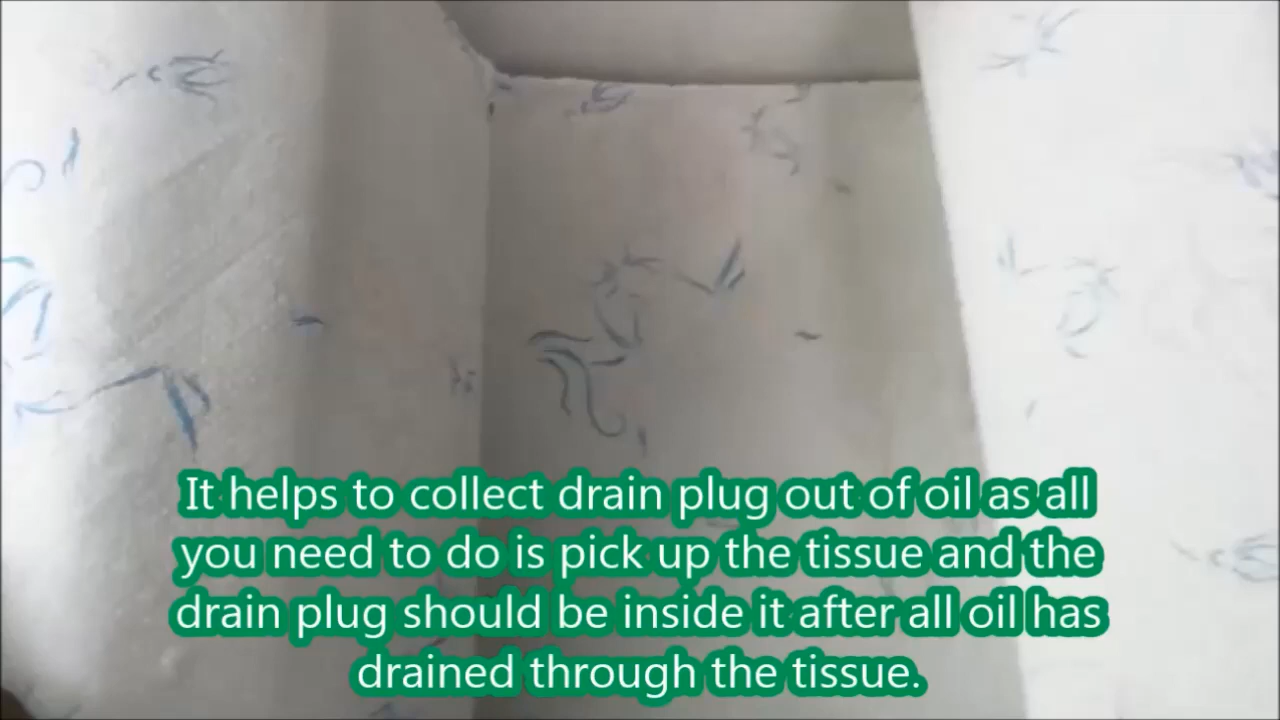 It helps to collect drain plug out of oil as all
you need to do is pick up the tissue and the
drain plug should be inside it after all oil has
drained through the tissue.